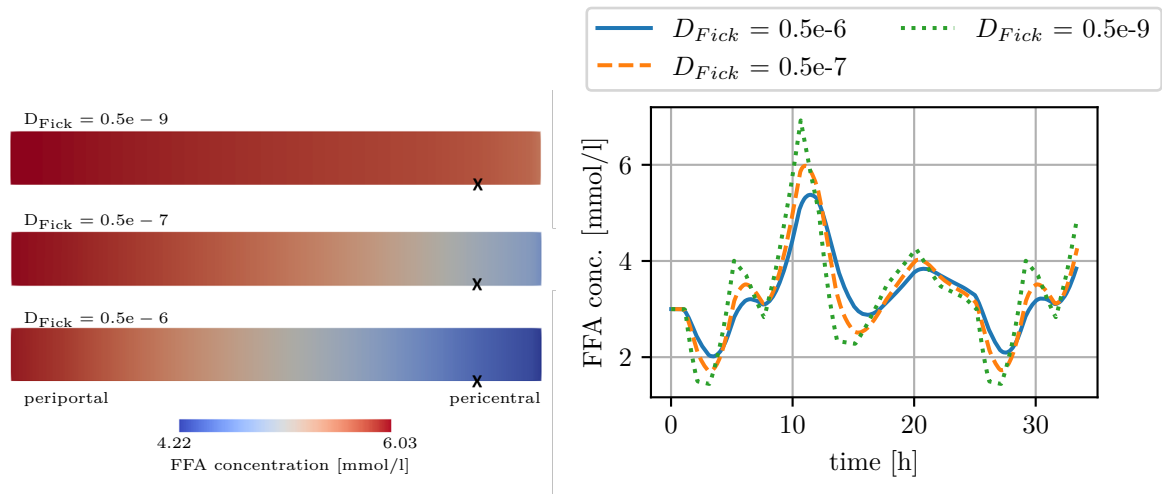 D_Fick = 0.5e − 9
X
D_Fick = 0.5e − 7
X
D_Fick = 0.5e − 6
X
periportal pericentral
4.22 6.03
FFA concentration [mmol/l]
D_Fick = 0.5e-6 D_Fick = 0.5e-9
D_Fick = 0.5e-7
FFA conc. [mmol/l]
6
4
2
0 10 20 30
time [h]